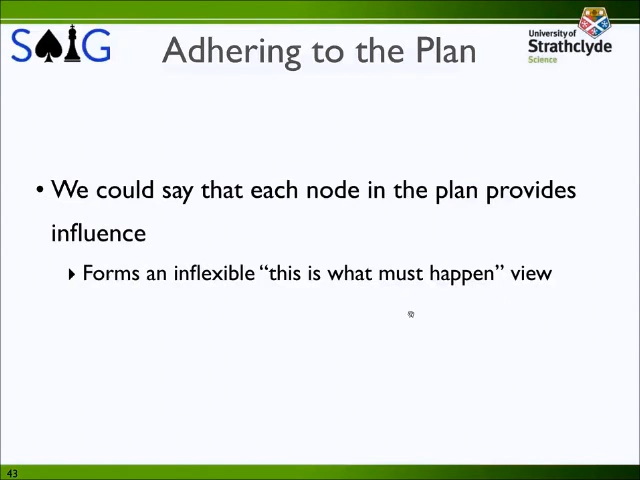 SAIG
Adhering to the Plan
University of
Strathclyde
Science
• We could say that each node in the plan provides
influence
Forms an inflexible “this is what must happen” view
43